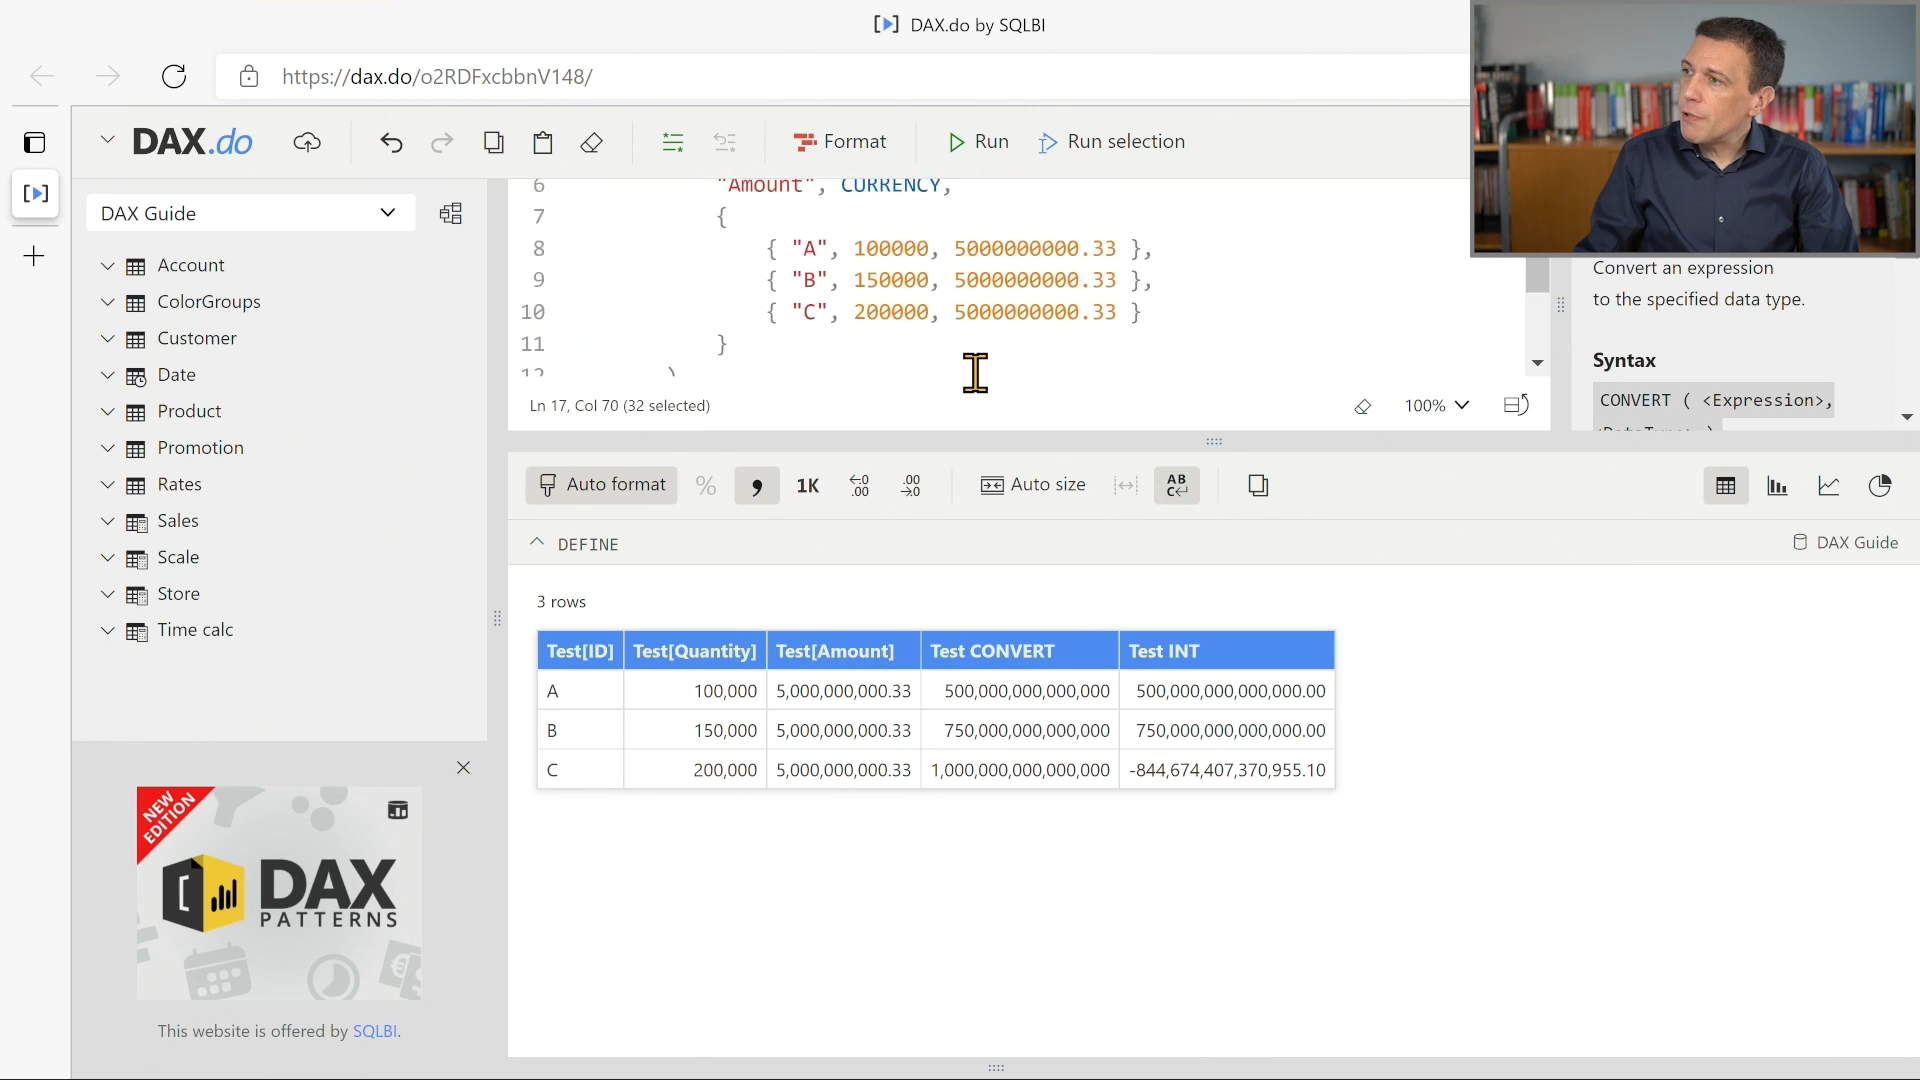 DAX.do by SQLBI
https://dax.do/o2RDFxcbbnV148/
DAX.do
Format
Run
Run selection
DAX Guide
Account
ColorGroups
Customer
Date
Product
Promotion
Rates
Sales
Scale
Store
Time calc
6 "Amount", CURRENCY,
7 {
8 { "A", 100000, 5000000000.33 },
9 { "B", 150000, 5000000000.33 },
10 { "C", 200000, 5000000000.33 }
11 }
12 )
Ln 17, Col 70 (32 selected)
100%
Convert an expression
to the specified data type.
Syntax
CONVERT ( <Expression>,
Auto format
%
,
1K
←0 .00
.00 →0
Auto size
AB C
DEFINE
DAX Guide
3 rows
Test[ID] Test[Quantity] Test[Amount] Test CONVERT Test INT
A 100,000 5,000,000,000.33 500,000,000,000,000 500,000,000,000,000.00
B 150,000 5,000,000,000.33 750,000,000,000,000 750,000,000,000,000.00
C 200,000 5,000,000,000.33 1,000,000,000,000,000 -844,674,407,370,955.10
NEW
EDITION
DAX
PATTERNS
This website is offered by SQLBI.